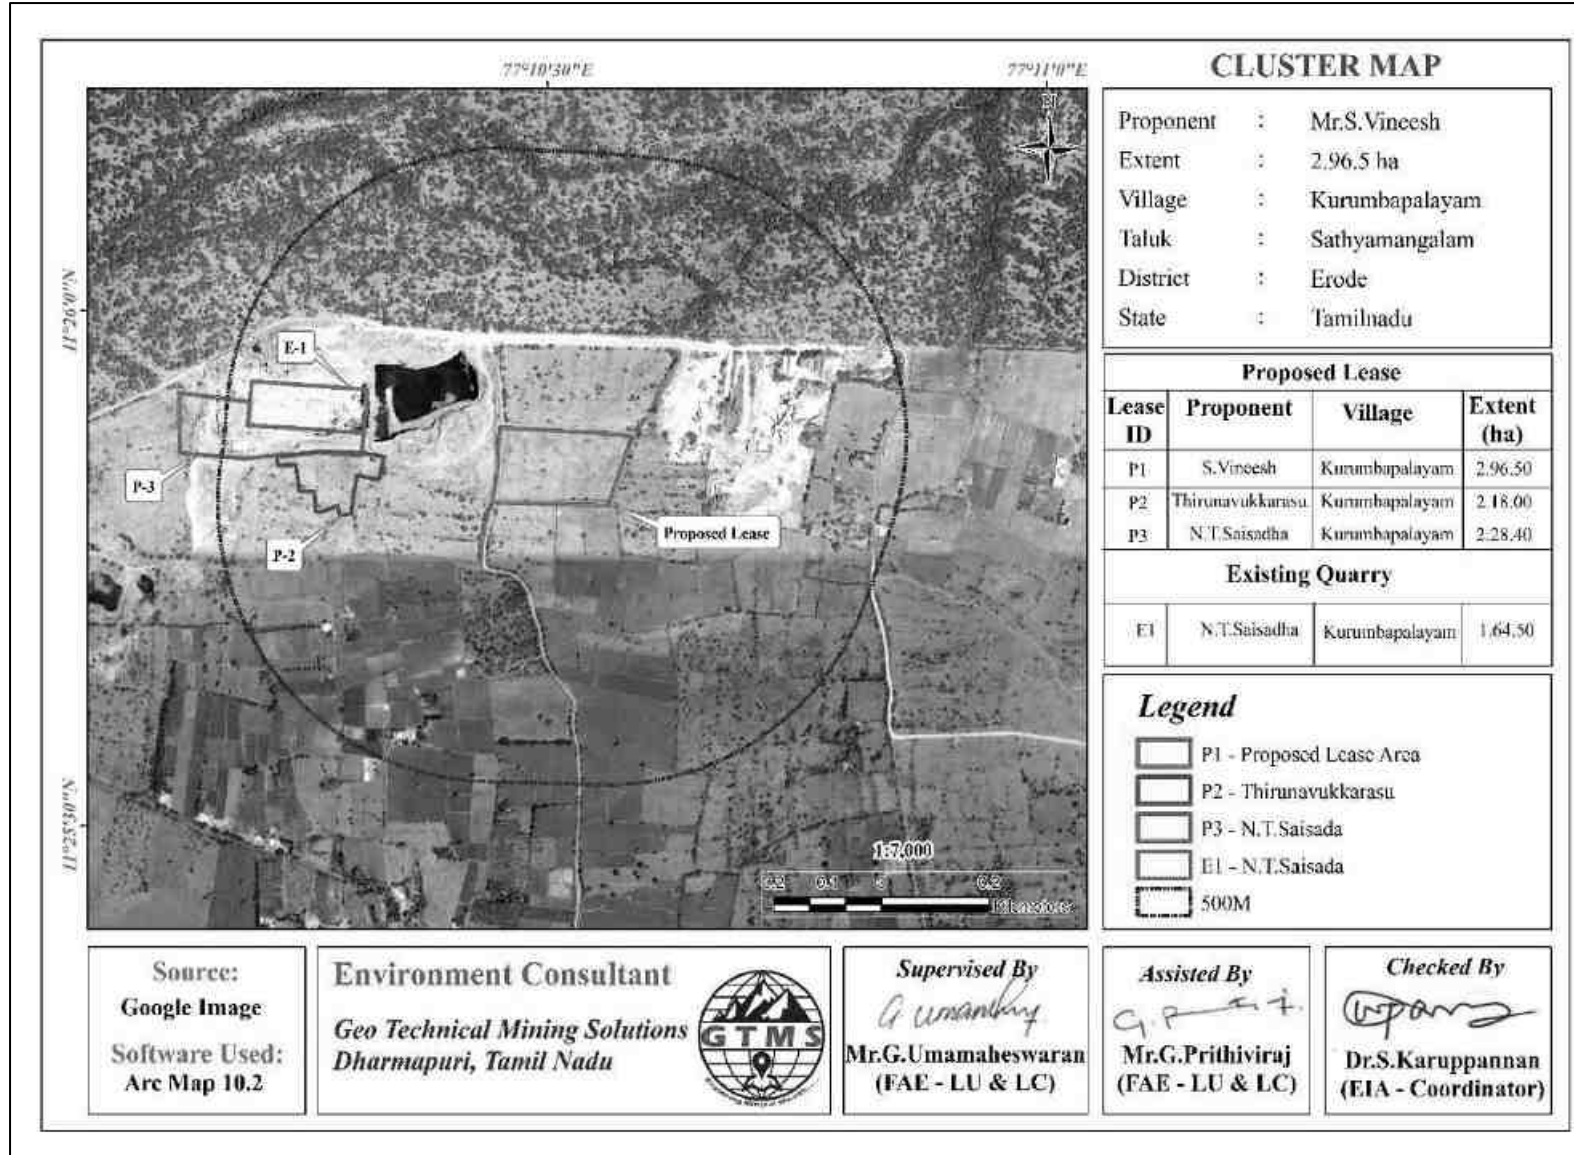 CLUSTER MAP
77°10'30"E
77°11'0"E
N
11°26'0"N
11°25'30"N
E-1
P-3
P-2
Proposed Lease
1:7,000
0.2 0.1 0 0.2
Kilometers
Proponent : Mr.S.Vineesh
Extent : 2.96.5 ha
Village : Kurumbapalayam
Taluk : Sathyamangalam
District : Erode
State : Tamilnadu
Proposed Lease
Lease ID Proponent Village Extent (ha)
P1 S.Vineesh Kurumbapalayam 2.96.50
P2 Thirunavukkarasu Kurumbapalayam 2.18.00
P3 N.T.Saisadha Kurumbapalayam 2.28.40
Existing Quarry
E1 N.T.Saisadha Kurumbapalayam 1.64.50
Legend
P1 - Proposed Lease Area
P2 - Thirunavukkarasu
P3 - N.T.Saisada
E1 - N.T.Saisada
500M
Source:
Google Image
Software Used:
Arc Map 10.2
Environment Consultant
Geo Technical Mining Solutions
Dharmapuri, Tamil Nadu
GTMS
Supervised By
Mr.G.Umamaheswaran
(FAE - LU & LC)
Assisted By
Mr.G.Prithiviraj
(FAE - LU & LC)
Checked By
Dr.S.Karuppannan
(EIA - Coordinator)